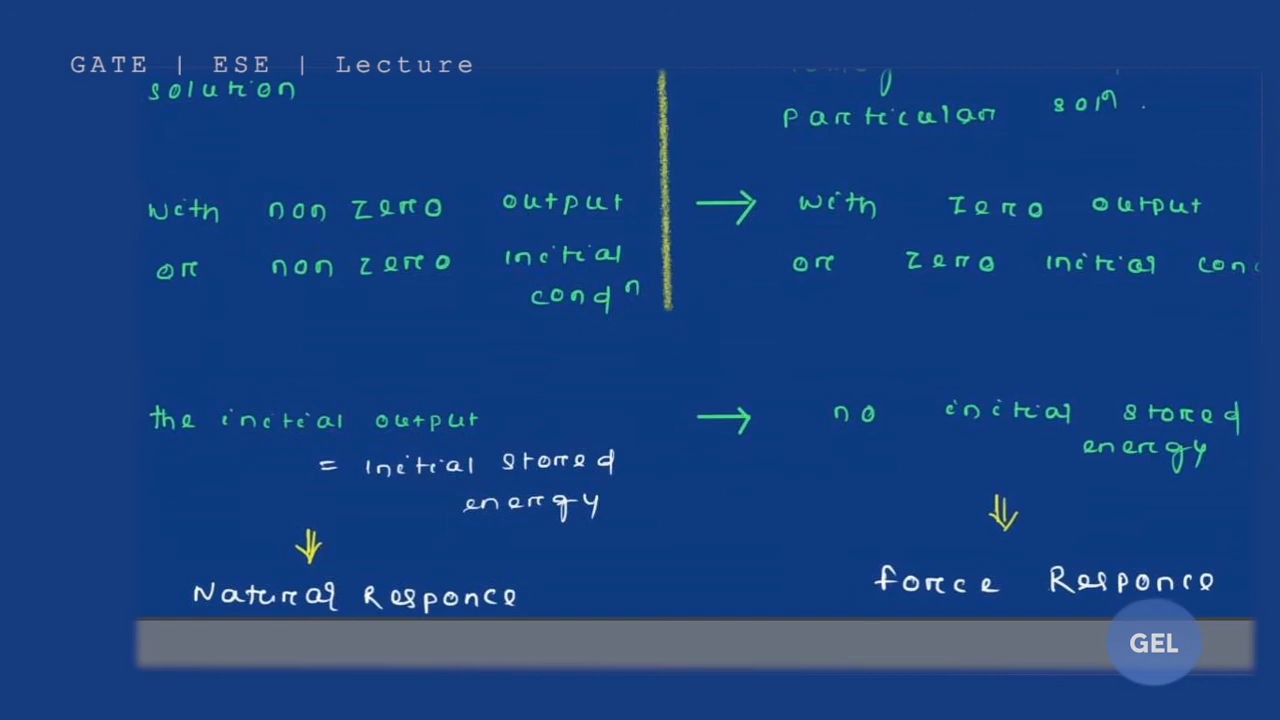 GATE | ESE | Lecture
solution
with non zero output
or non zero initial
condⁿ
the initial output
= initial stored
energy
Natural Responce
particular solⁿ.
→ with zero output
or zero initial
→ no initial stored
energy
force Responce
GEL